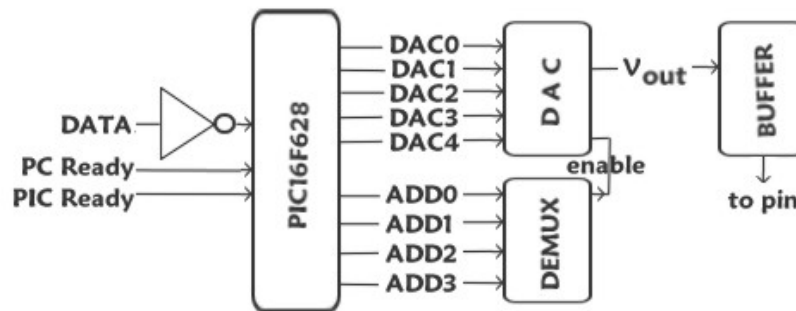 DATA
PC Ready
PIC Ready
PIC16F628
DAC0
DAC1
DAC2
DAC3
DAC4
ADD0
ADD1
ADD2
ADD3
DAC
enable
DEMUX
Vout
BUFFER
to pin